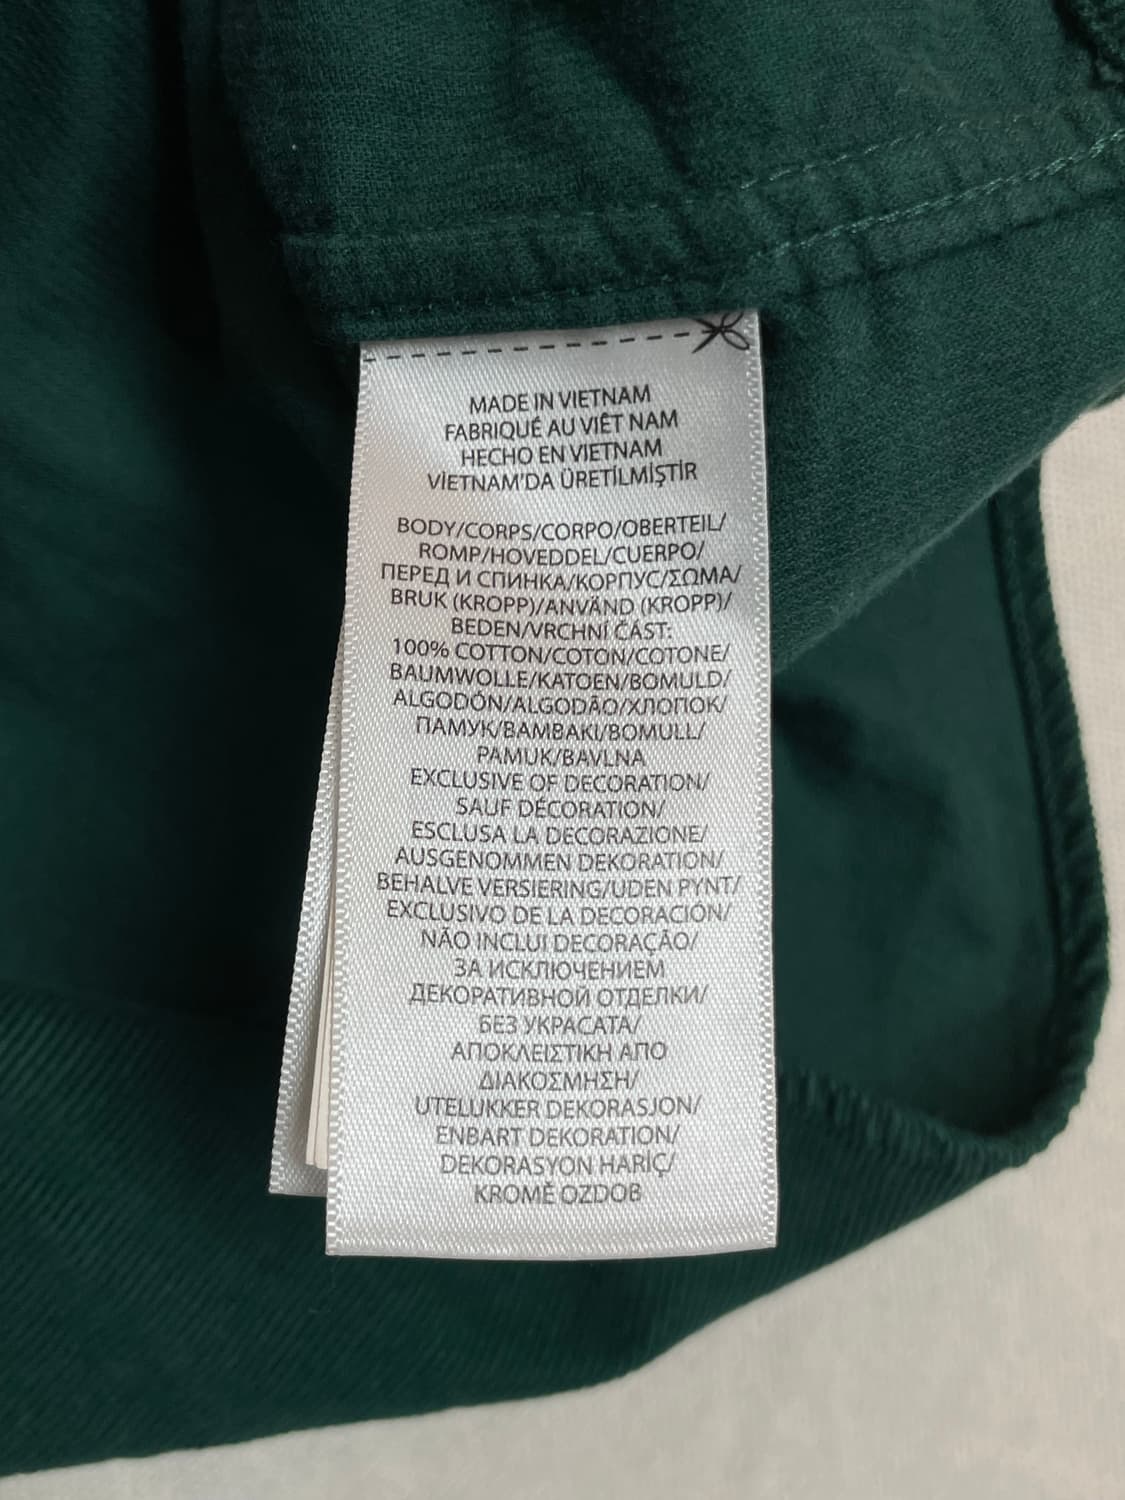 MADE IN VIETNAM
FABRIQUÉ AU VIÊT NAM
HECHO EN VIETNAM
VİETNAM'DA ÜRETİLMİŞTİR
BODY/CORPS/CORPO/OBERTEIL/
ROMP/HOVEDDEL/CUERPO/
ПЕРЕД И СПИНКА/КОРПУС/ΣΩΜΑ/
BRUK (KROPP)/ANVÄND (KROPP)/
BEDEN/VRCHNÍ ČÁST:
100% COTTON/COTON/COTONE/
BAUMWOLLE/KATOEN/BOMULD/
ALGODÓN/ALGODÃO/ХЛОПОК/
ПАМУК/BAMBAKI/BOMULL/
PAMUK/BAVLNA
EXCLUSIVE OF DECORATION/
SAUF DÉCORATION/
ESCLUSA LA DECORAZIONE/
AUSGENOMMEN DEKORATION/
BEHALVE VERSIERING/UDEN PYNT/
EXCLUSIVO DE LA DECORACIÓN/
NÃO INCLUI DECORAÇÃO/
ЗА ИСКЛЮЧЕНИЕМ
ДЕКОРАТИВНОЙ ОТДЕЛКИ/
БЕЗ УКРАСАТА/
ΑΠΟΚΛΕΙΣΤΙΚΗ ΑΠΟ
ΔΙΑΚΟΣΜΗΣΗ/
UTELUKKER DEKORASJON/
ENBART DEKORATION/
DEKORASYON HARİÇ/
KROMĚ OZDOB